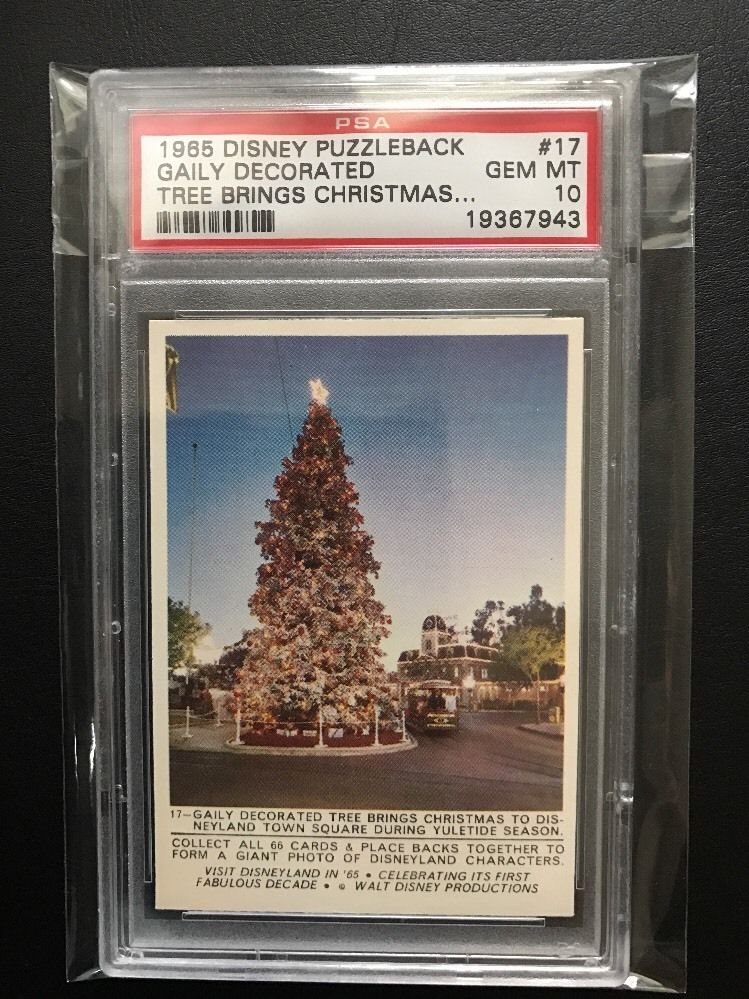 PSA
1965 DISNEY PUZZLEBACK #17
GAILY DECORATED GEM MT
TREE BRINGS CHRISTMAS... 10
19367943
17-GAILY DECORATED TREE BRINGS CHRISTMAS TO DIS-
NEYLAND TOWN SQUARE DURING YULETIDE SEASON.
COLLECT ALL 66 CARDS & PLACE BACKS TOGETHER TO
FORM A GIANT PHOTO OF DISNEYLAND CHARACTERS.
VISIT DISNEYLAND IN '65 • CELEBRATING ITS FIRST
FABULOUS DECADE • © WALT DISNEY PRODUCTIONS